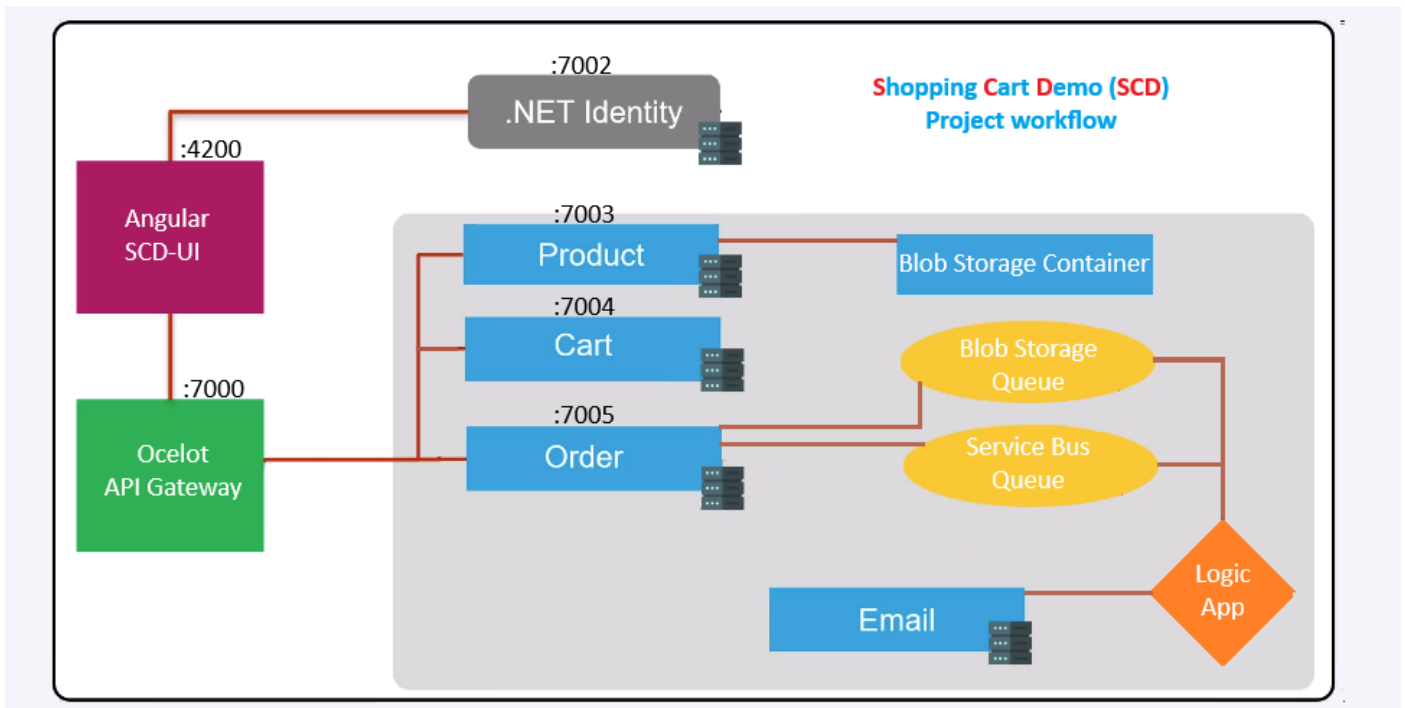 :7002
.NET Identity
Shopping Cart Demo (SCD)
Project workflow
:4200
Angular
SCD-UI
:7003
Product
Blob Storage Container
:7004
Cart
Blob Storage
Queue
:7000
Ocelot
API Gateway
:7005
Order
Service Bus
Queue
Logic
App
Email